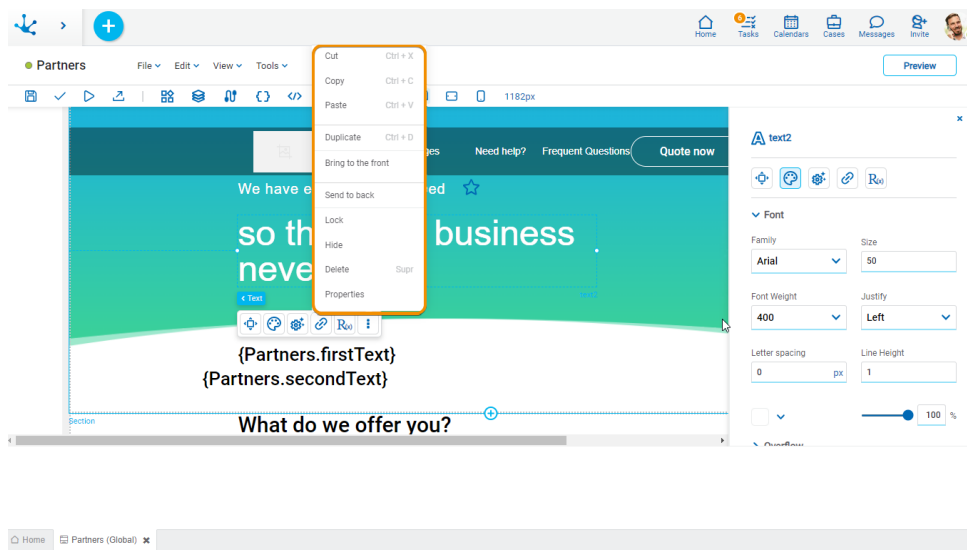 Home
6
Tasks
Calendars
Cases
Messages
Invite
Partners
File
Edit
View
Tools
Preview
1182px
Cut Ctrl + X
Copy Ctrl + C
Paste Ctrl + V
Duplicate Ctrl + D
Bring to the front
Send to back
Lock
Hide
Delete Supr
Properties
Need help?
Frequent Questions
Quote now
We have
so th business
neve
Text
R(x)
{Partners.firstText}
{Partners.secondText}
Section
What do we offer you?
text2
R(x)
Font
Family
Size
Arial
50
Font Weight
Justify
400
Left
Letter spacing
Line Height
0 px
1
100 %
Overflow
Home
Partners (Global)